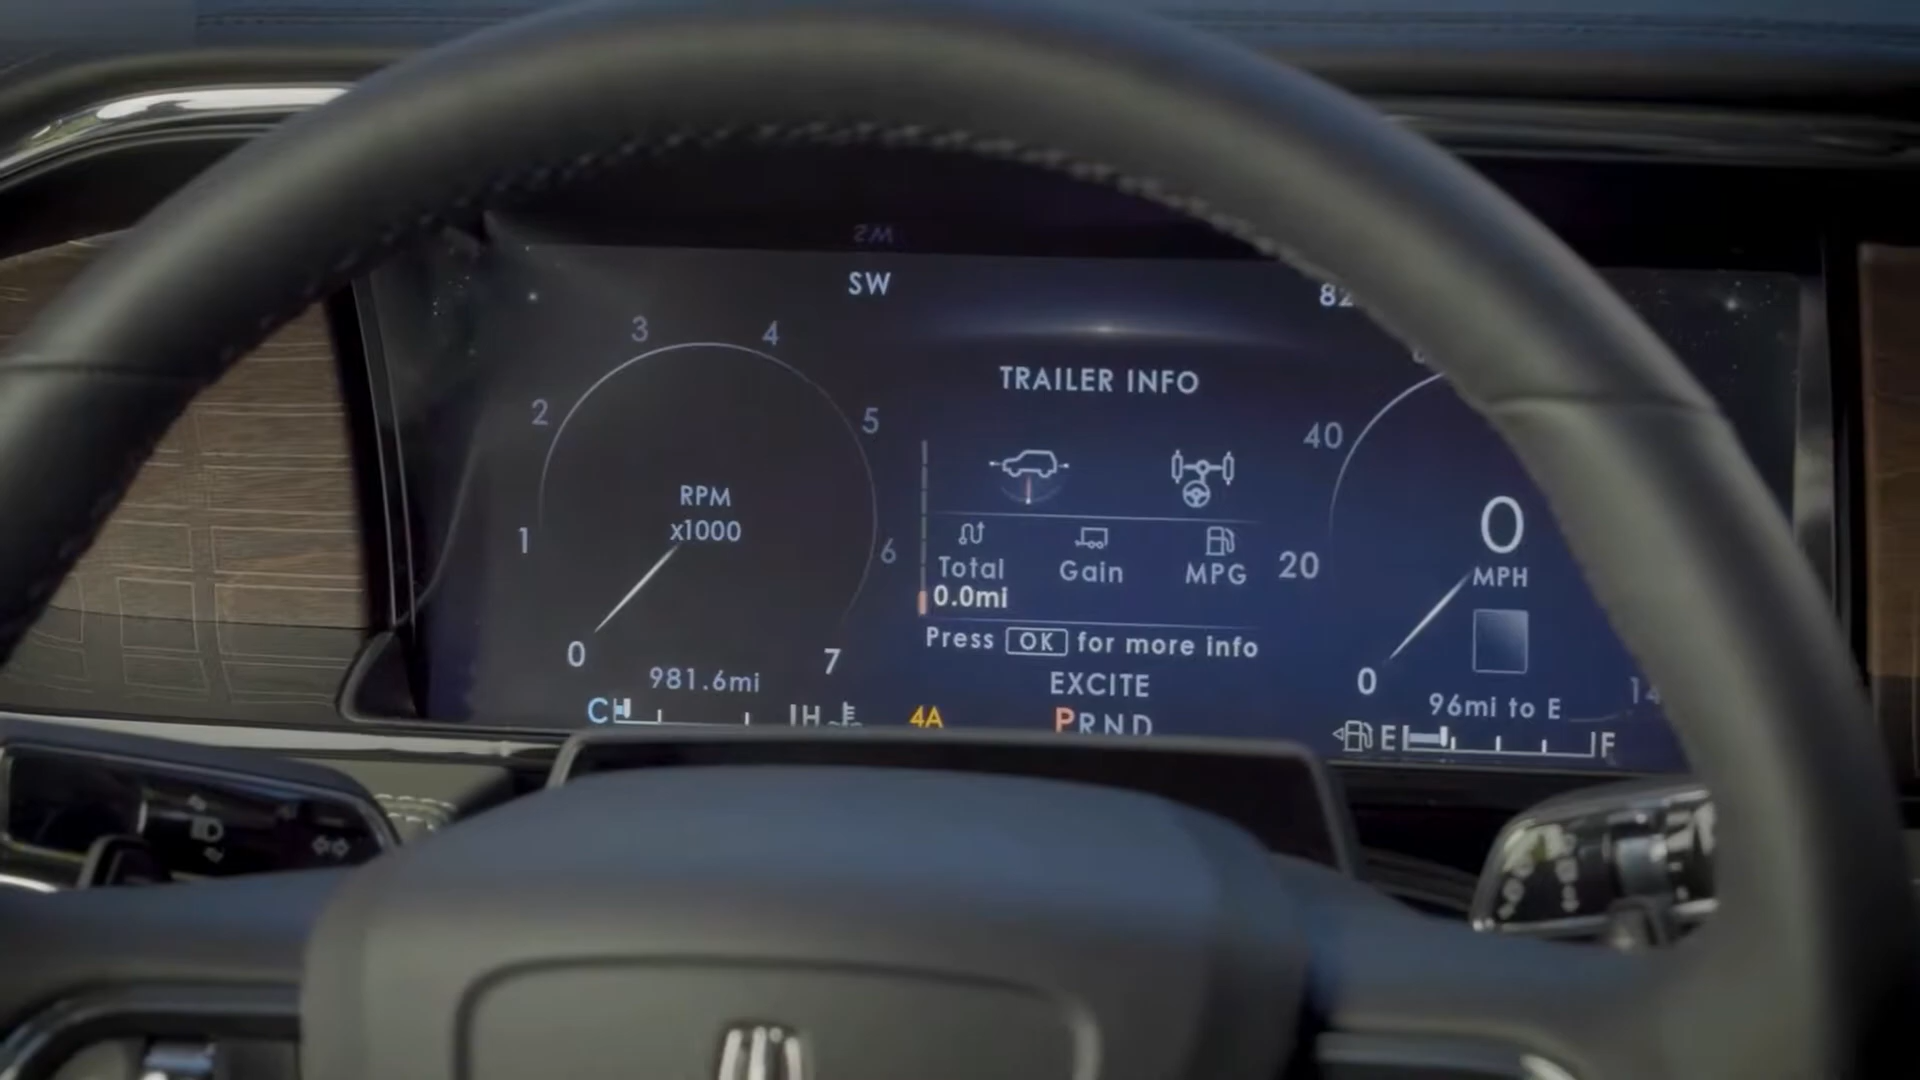 SW
82
3
4
TRAILER INFO
2
5
40
RPM
x1000
0
1
6
20
Total
Gain
MPG
MPH
0.0mi
Press OK for more info
0
7
981.6mi
EXCITE
0
96mi to E
C
H
4A
PRND
E
F